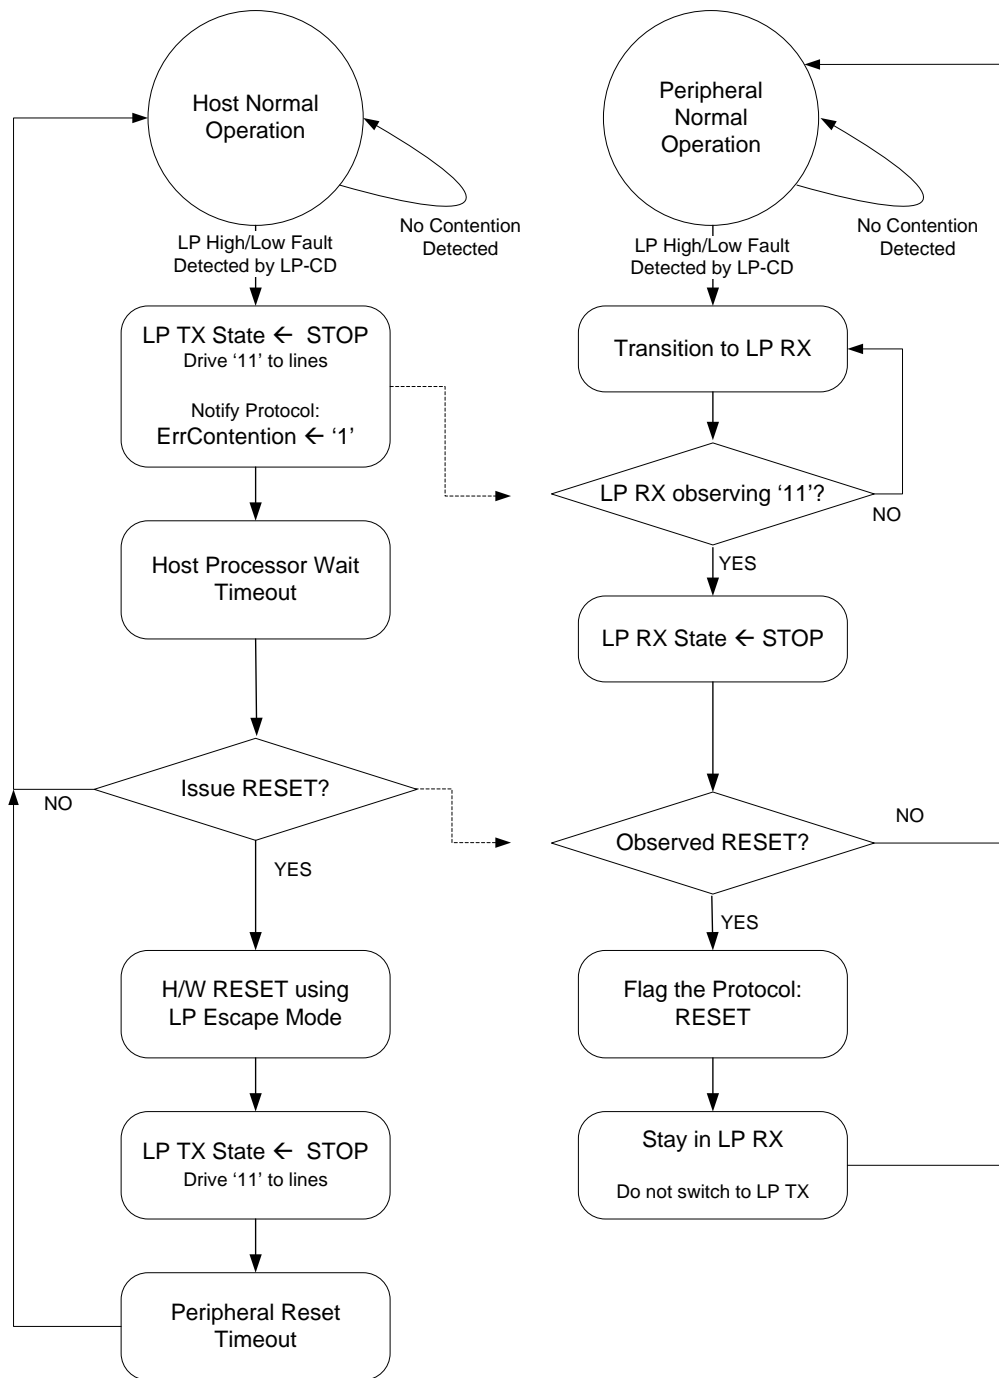 Host Normal
Operation
No Contention
Detected
LP High/Low Fault
Detected by LP-CD
LP TX State ← STOP
Drive ‘11’ to lines
Notify Protocol:
ErrContention ← ‘1’
Host Processor Wait
Timeout
Issue RESET?
NO
YES
H/W RESET using
LP Escape Mode
LP TX State ← STOP
Drive ‘11’ to lines
Peripheral Reset
Timeout
Peripheral
Normal
Operation
No Contention
Detected
LP High/Low Fault
Detected by LP-CD
Transition to LP RX
LP RX observing ‘11’?
NO
YES
LP RX State ← STOP
Observed RESET?
NO
YES
Flag the Protocol:
RESET
Stay in LP RX
Do not switch to LP TX